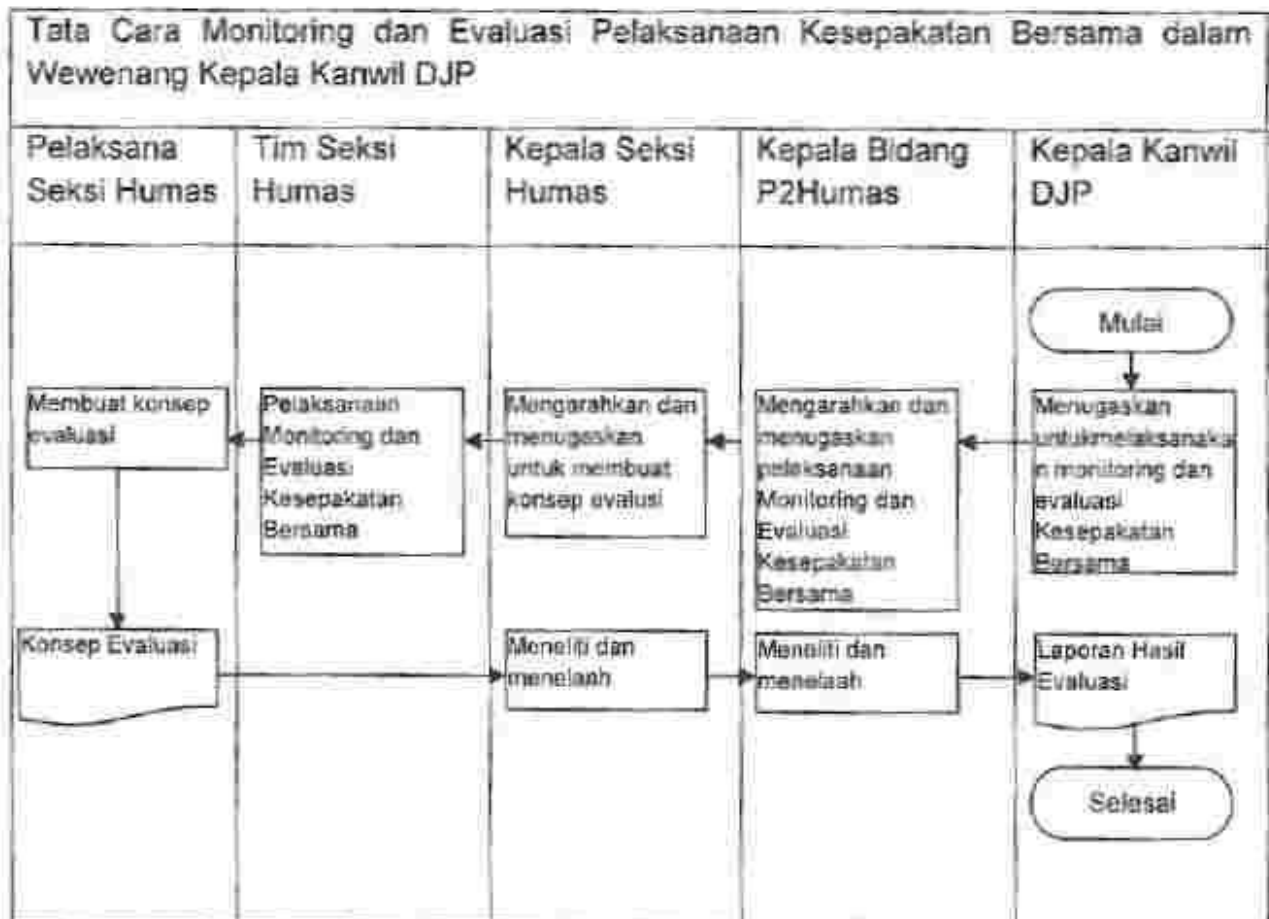 Tata Cara Monitoring dan Evaluasi Pelaksanaan Kesepakatan Bersama dalam
Wewenang Kepala Kanwil DJP
Pelaksana
Seksi Humas
Tim Seksi
Humas
Kepala Seksi
Humas
Kepala Bidang
P2Humas
Kepala Kanwil
DJP
Mulai
Menugaskan
untukmelaksanaka
n monitoring dan
evaluasi
Kesepakatan
Bersama
Mengarahkan dan
menugaskan
pelaksanaan
Monitoring dan
Evaluasi
Kesepakatan
Bersama
Mengarahkan dan
menugaskan
untuk membuat
konsep evalusi
Pelaksanaan
Monitoring dan
Evaluasi
Kesepakatan
Bersama
Membuat konsep
evaluasi
Konsep Evaluasi
Meneliti dan
menelaah
Meneliti dan
menelaah
Laporan Hasil
Evaluasi
Selesai